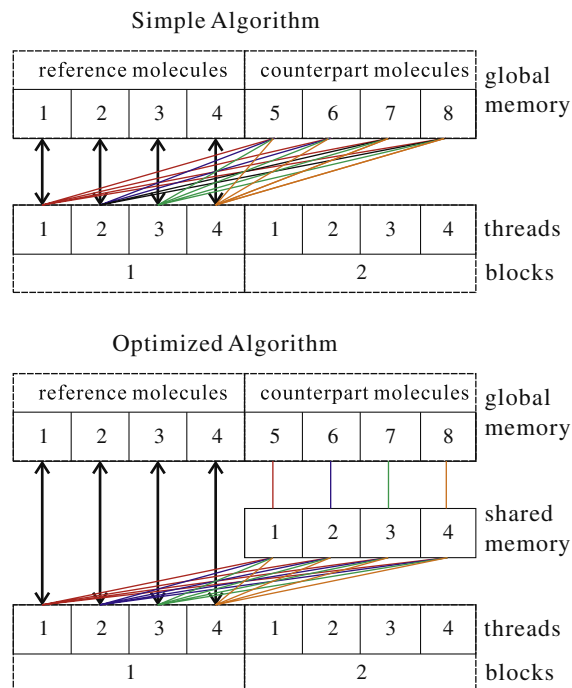 Simple Algorithm
reference molecules counterpart molecules
global memory
1 2 3 4 5 6 7 8
1 2 3 4 1 2 3 4 threads
1 2 blocks
Optimized Algorithm
reference molecules counterpart molecules
global memory
1 2 3 4 5 6 7 8
1 2 3 4
shared memory
1 2 3 4 1 2 3 4 threads
1 2 blocks